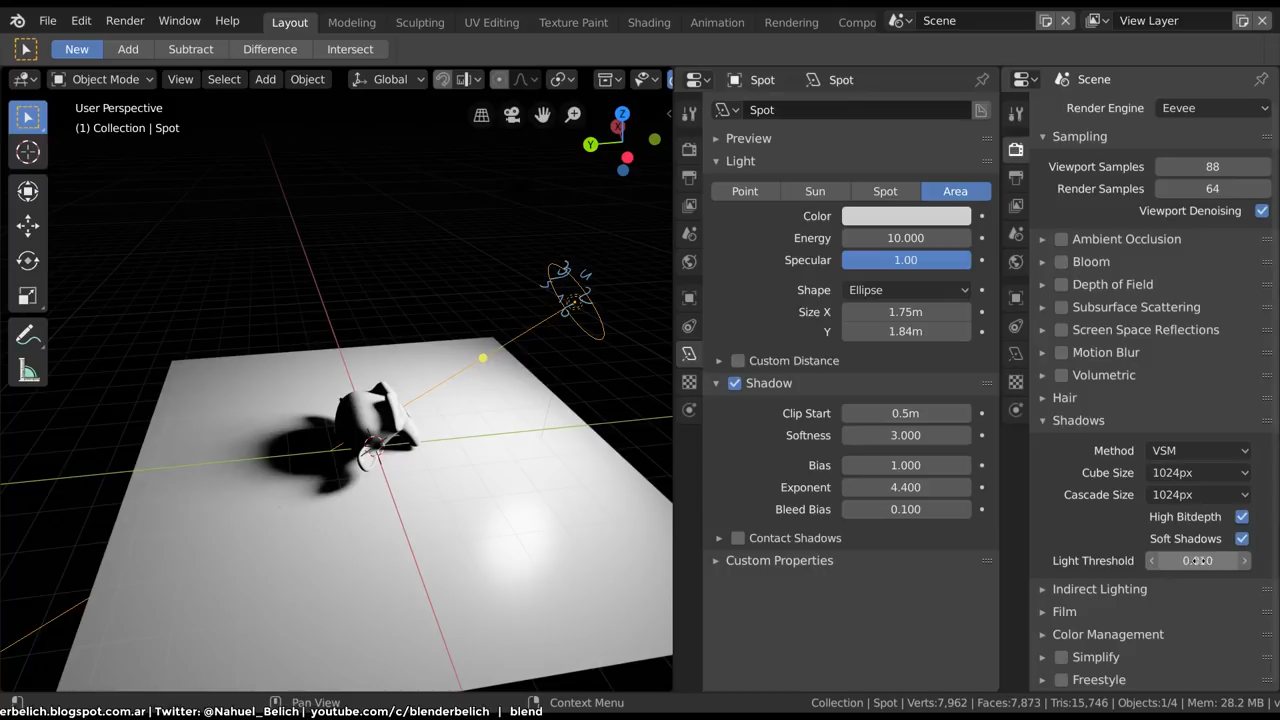 File Edit Render Window Help Layout Modeling Sculpting UV Editing Texture Paint Shading Animation Rendering Compo Scene View Layer
New Add Subtract Difference Intersect
Object Mode View Select Add Object Global Spot Spot Scene
User Perspective
(1) Collection | Spot
Z
X
Y
Spot
Preview
Light
Point Sun Spot Area
Color
Energy 10.000
Specular 1.00
Shape Ellipse
Size X 1.75m
Y 1.84m
Custom Distance
Shadow
Clip Start 0.5m
Softness 3.000
Bias 1.000
Exponent 4.400
Bleed Bias 0.100
Contact Shadows
Custom Properties
Render Engine Eevee
Sampling
Viewport Samples 88
Render Samples 64
Viewport Denoising
Ambient Occlusion
Bloom
Depth of Field
Subsurface Scattering
Screen Space Reflections
Motion Blur
Volumetric
Hair
Shadows
Method VSM
Cube Size 1024px
Cascade Size 1024px
High Bitdepth
Soft Shadows
Light Threshold
Indirect Lighting
Film
Color Management
Simplify
Freestyle
Pan View Context Menu Collection | Spot | Verts:7,962 | Faces:7,873 | Tris:15,746 | Objects:1/4 | Mem: 28.2 MB
erbelich.blogspot.com.ar | Twitter: @Nahuel_Belich | youtube.com/c/blenderbelich | blend